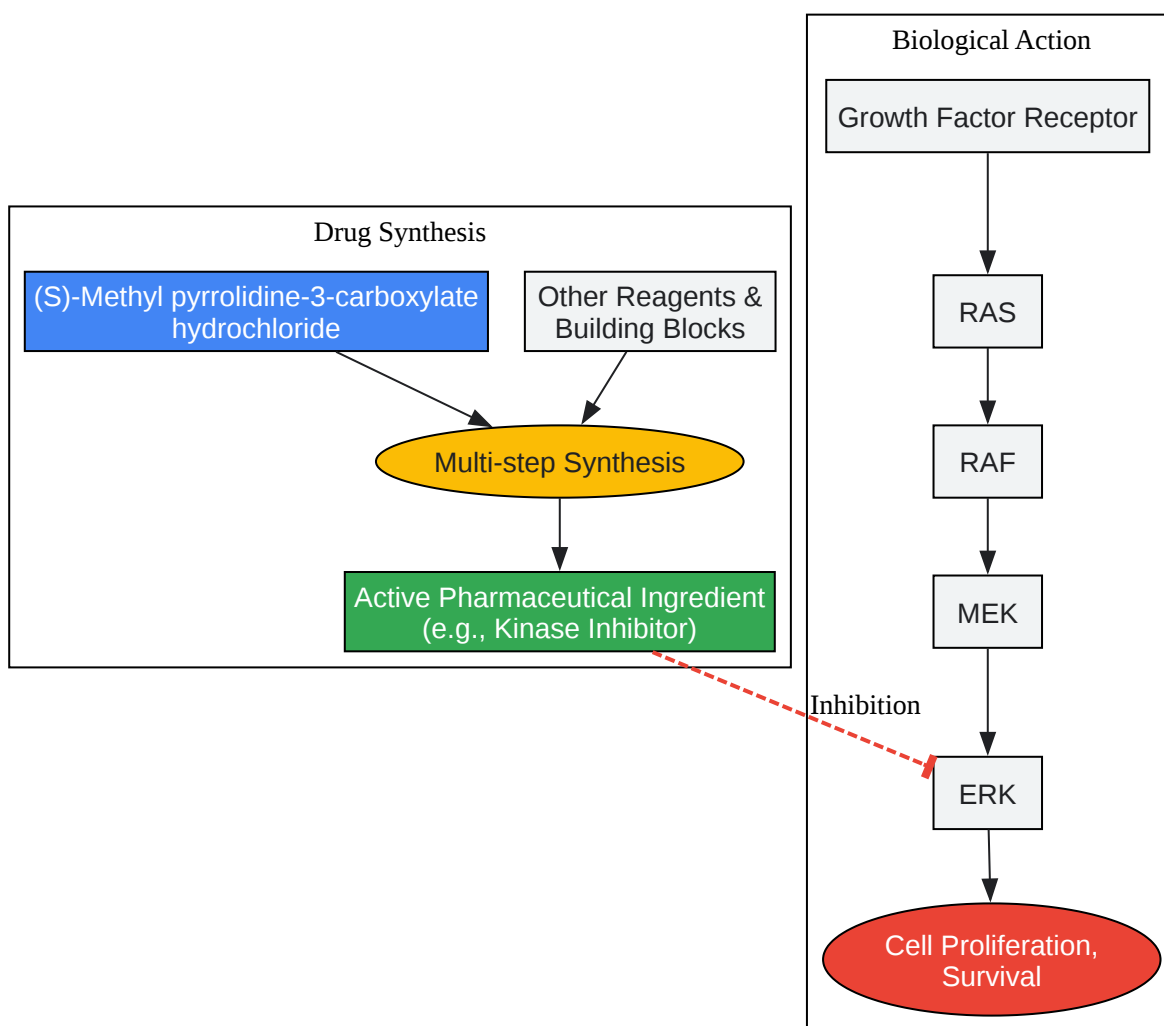 Drug Synthesis
(S)-Methyl pyrrolidine-3-carboxylate
hydrochloride
Other Reagents &
Building Blocks
Multi-step Synthesis
Active Pharmaceutical Ingredient
(e.g., Kinase Inhibitor)
Inhibition
Biological Action
Growth Factor Receptor
RAS
RAF
MEK
ERK
Cell Proliferation,
Survival